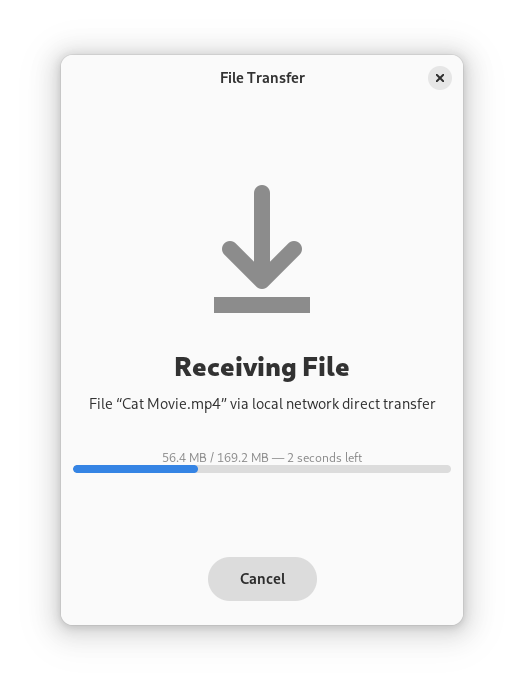 File Transfer
Receiving File
File “Cat Movie.mp4” via local network direct transfer
56.4 MB / 169.2 MB — 2 seconds left
Cancel